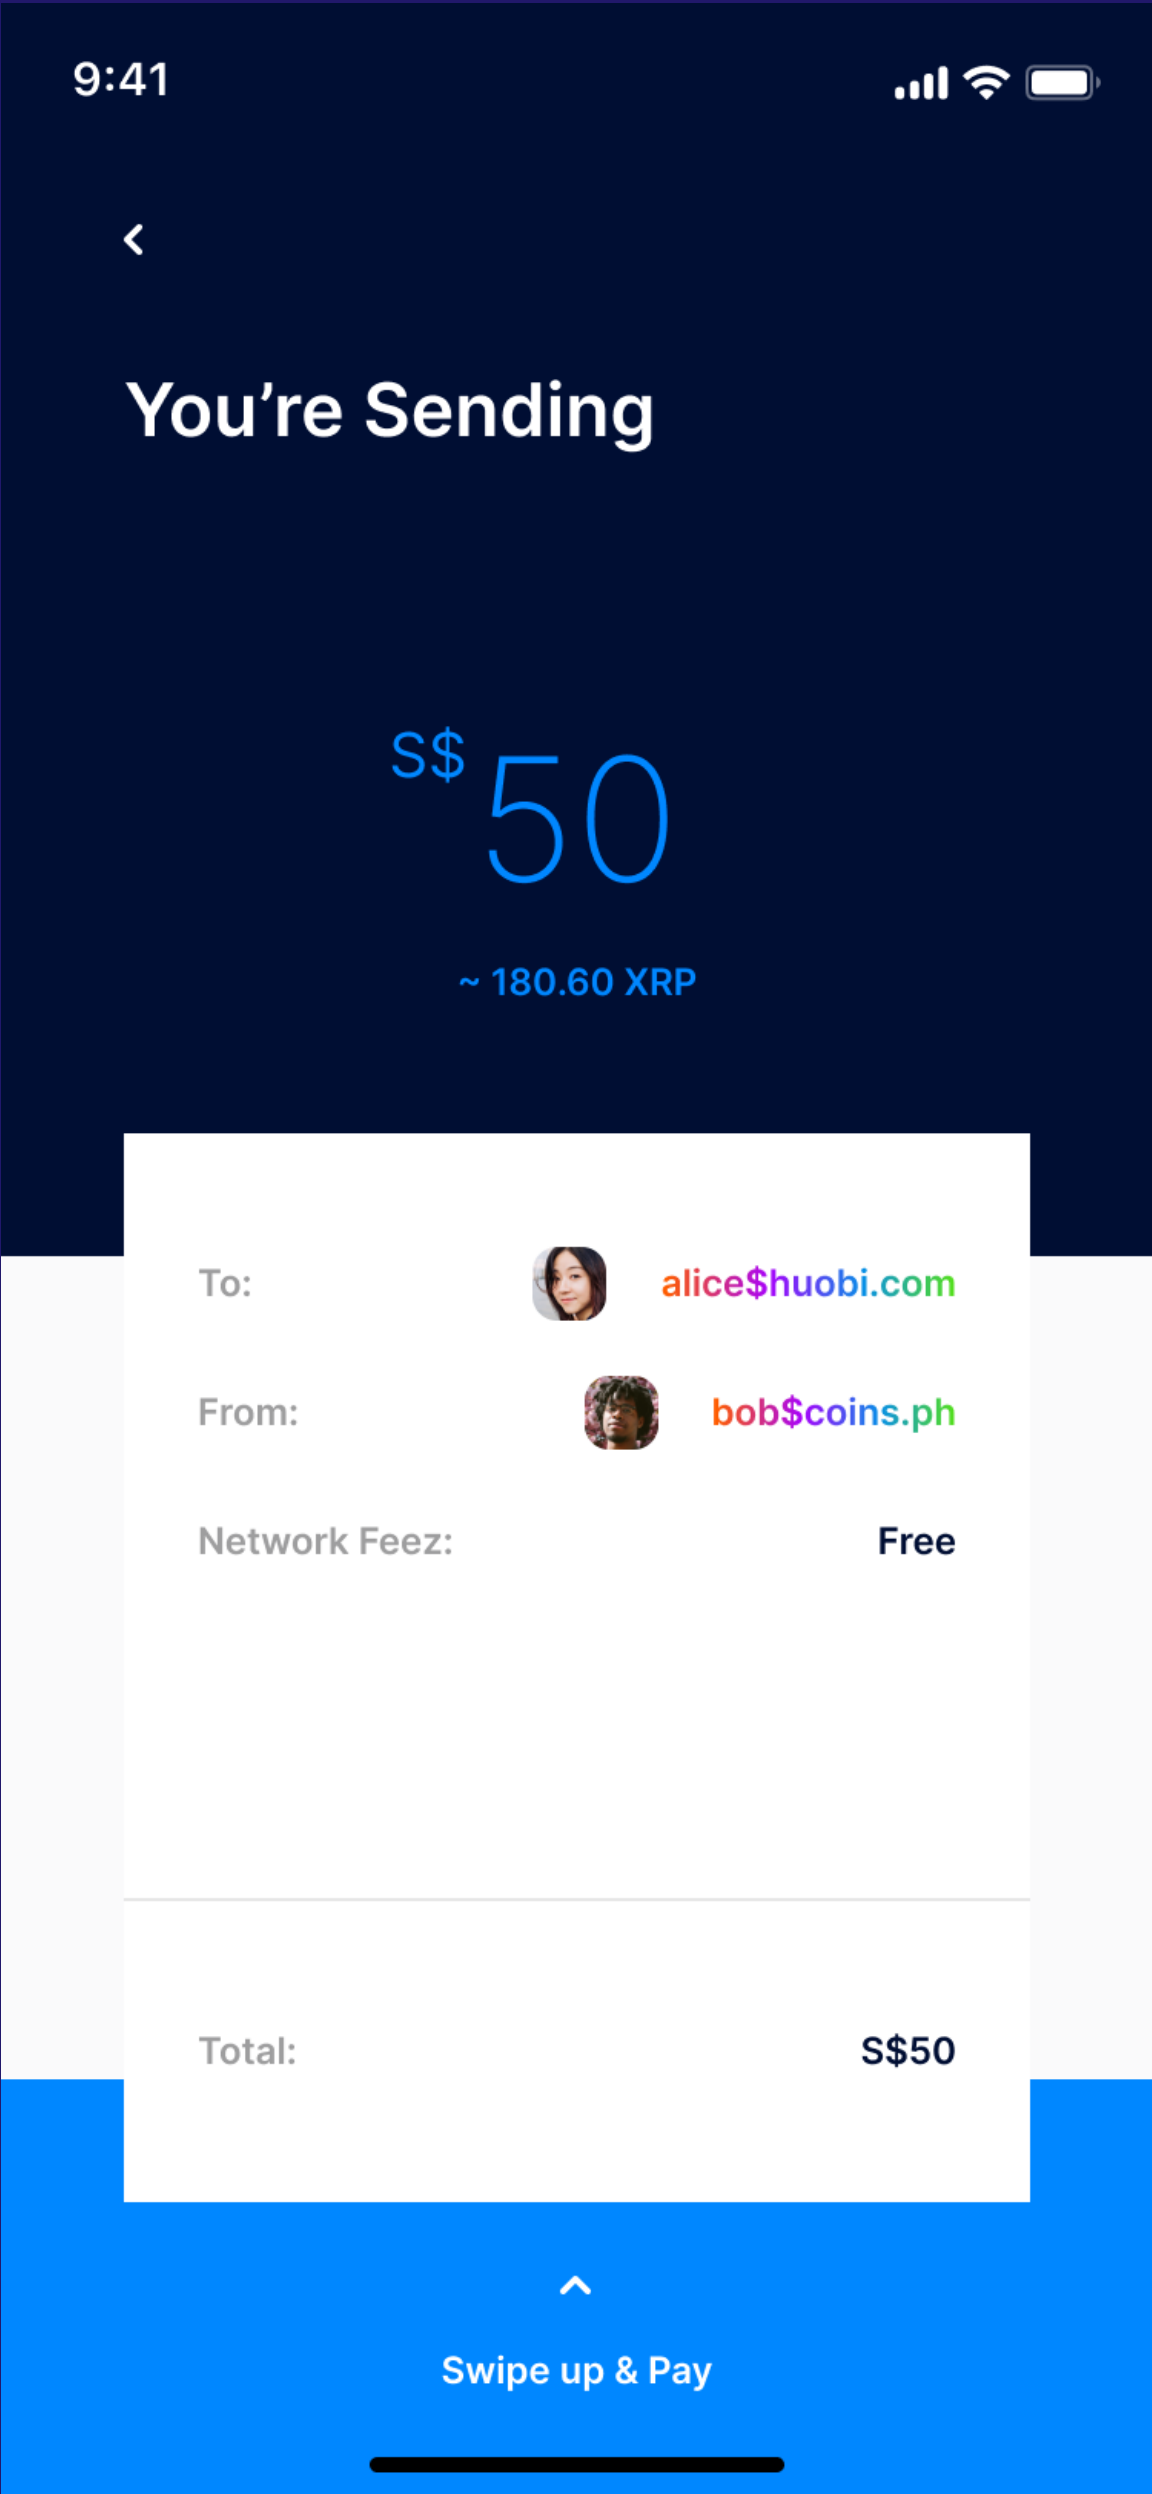 9:41
You’re Sending
S$50
~ 180.60 XRP
To: alice$huobi.com
From: bob$coins.ph
Network Feez: Free
Total: S$50
Swipe up & Pay